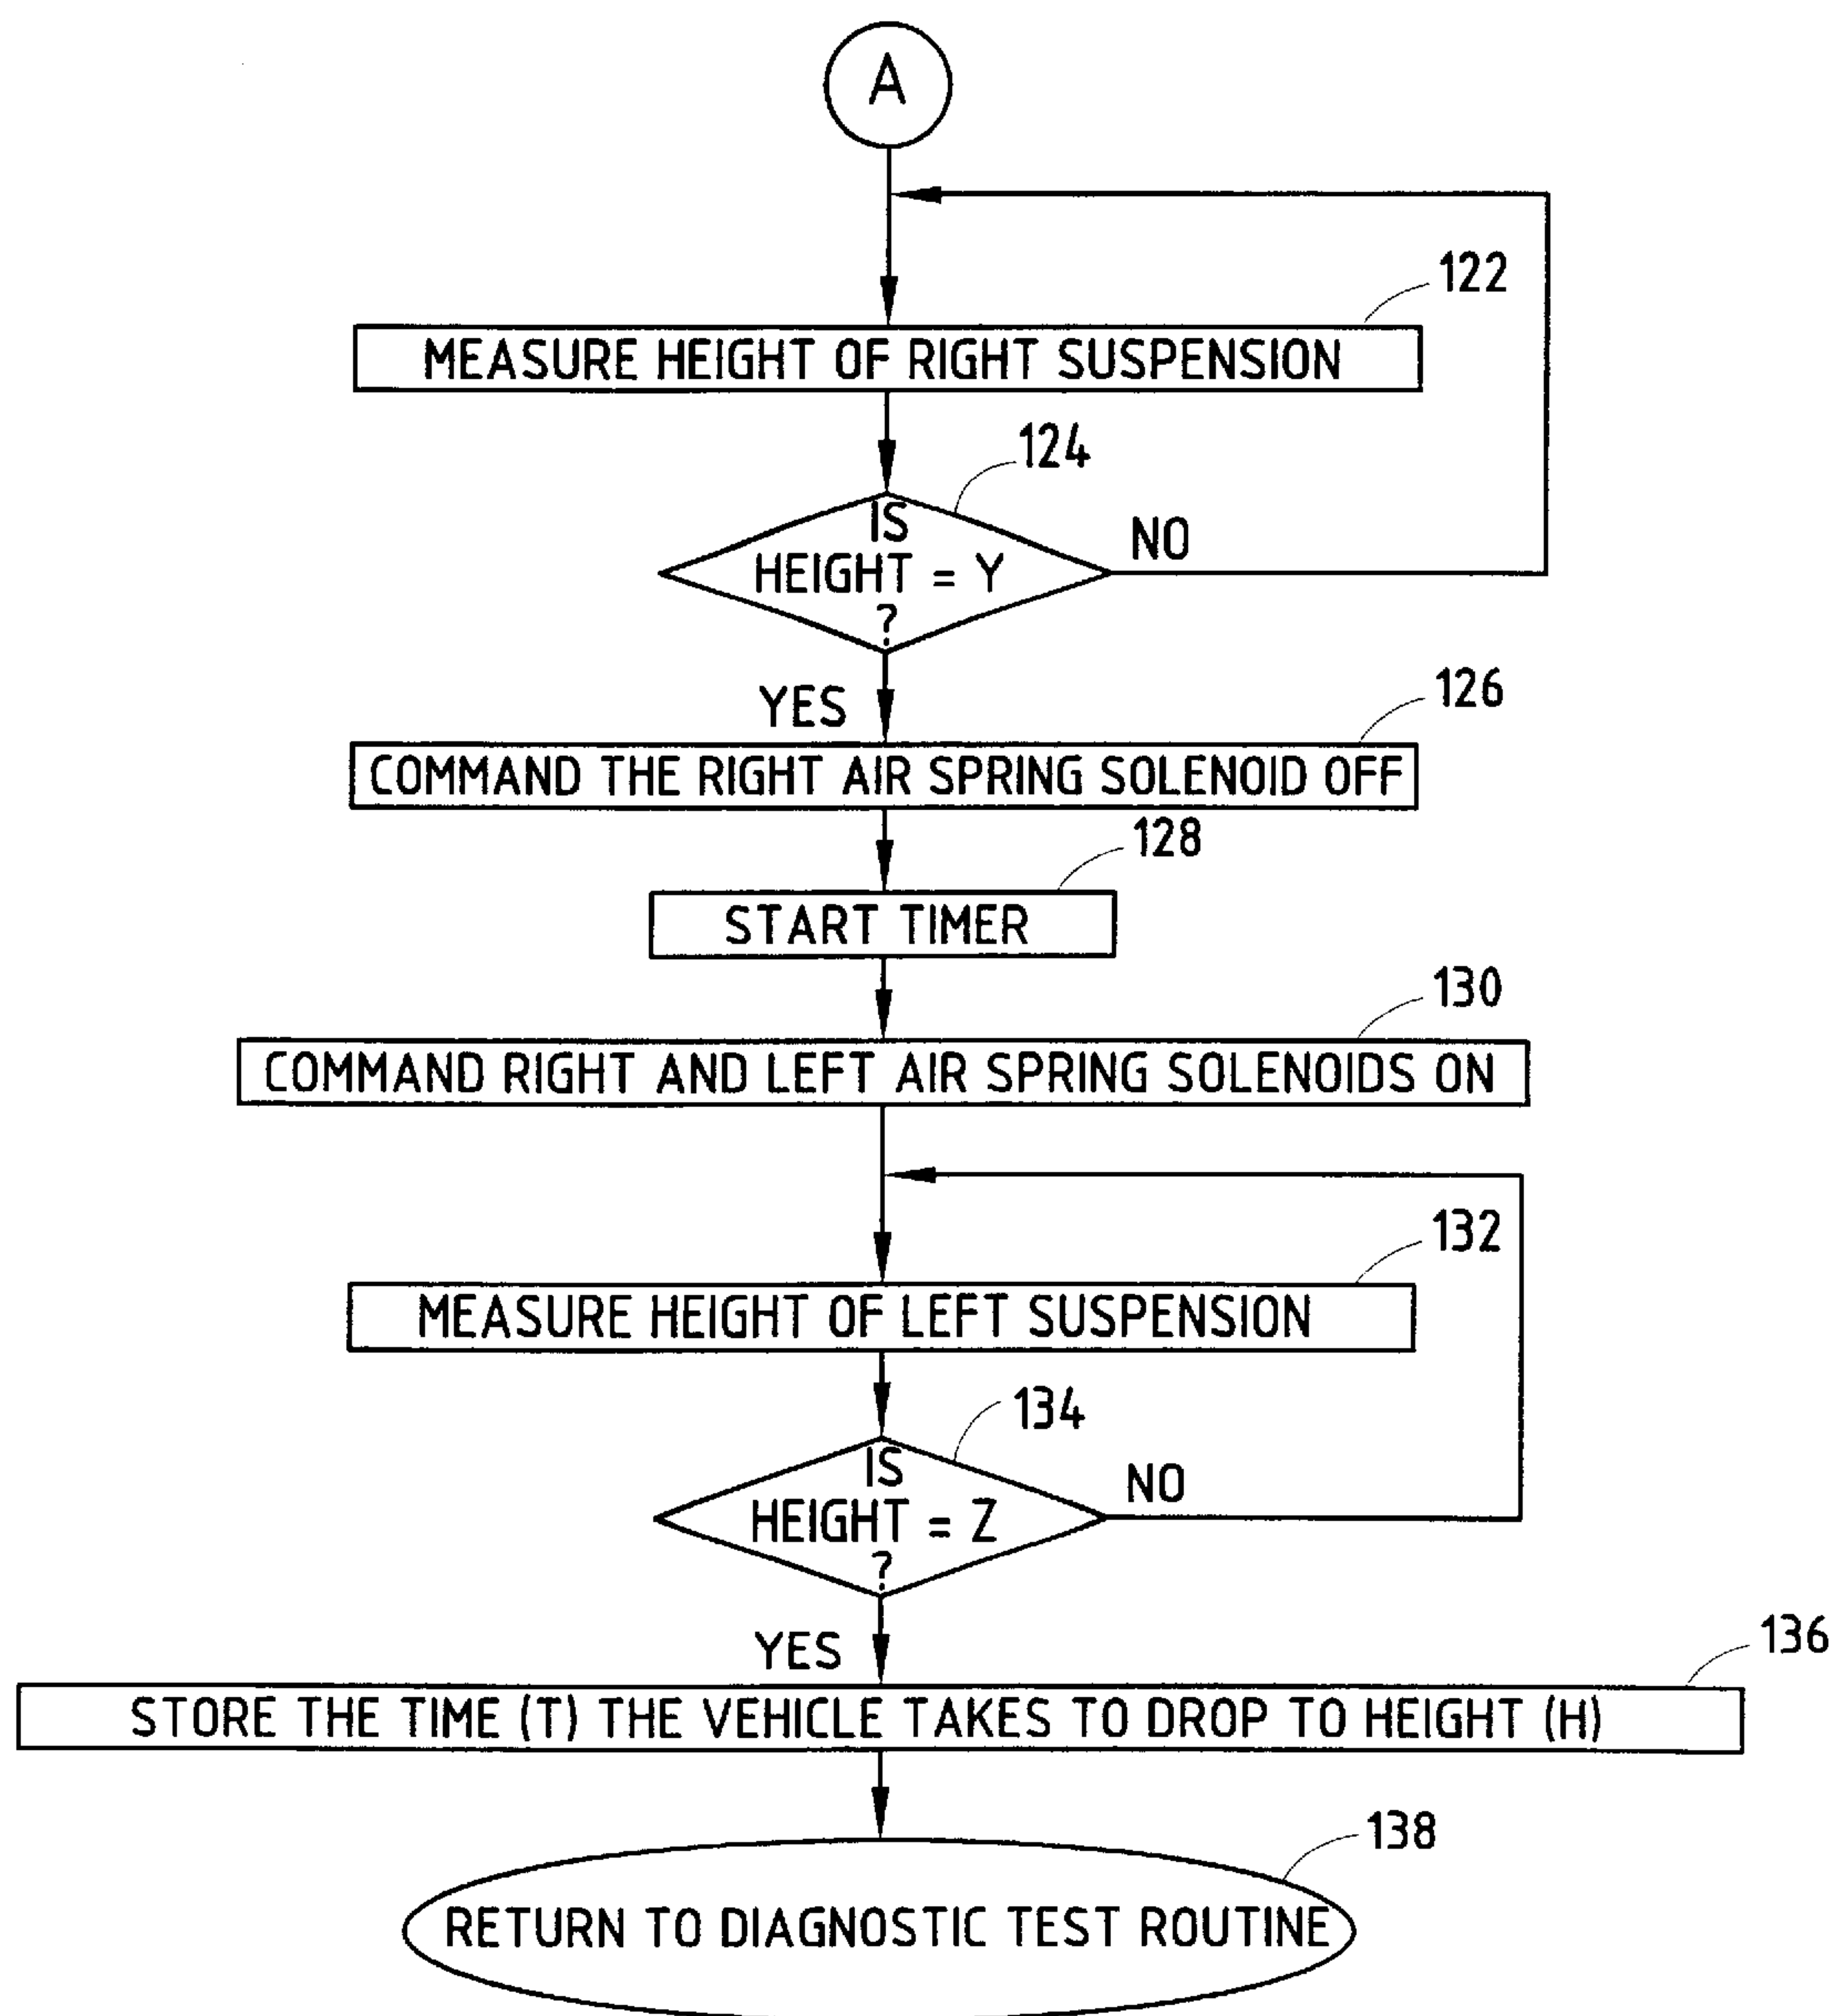 A
122
MEASURE HEIGHT OF RIGHT SUSPENSION
124
IS
HEIGHT = Y
?
NO
YES
126
COMMAND THE RIGHT AIR SPRING SOLENOID OFF
128
START TIMER
130
COMMAND RIGHT AND LEFT AIR SPRING SOLENOIDS ON
132
MEASURE HEIGHT OF LEFT SUSPENSION
134
IS
HEIGHT = Z
?
NO
YES
136
STORE THE TIME (T) THE VEHICLE TAKES TO DROP TO HEIGHT (H)
138
RETURN TO DIAGNOSTIC TEST ROUTINE